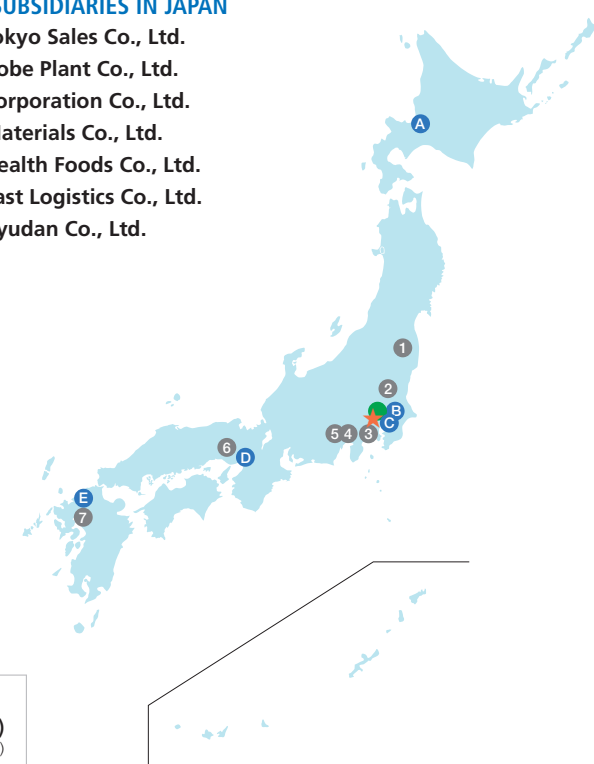 SUBSIDIARIES IN JAPAN
okyo Sales Co., Ltd.
obe Plant Co., Ltd.
orporation Co., Ltd.
aterials Co., Ltd.
ealth Foods Co., Ltd.
ast Logistics Co., Ltd.
yudan Co., Ltd.
A
1
2
B
C
5 4 3
6
D
E
7
)
)